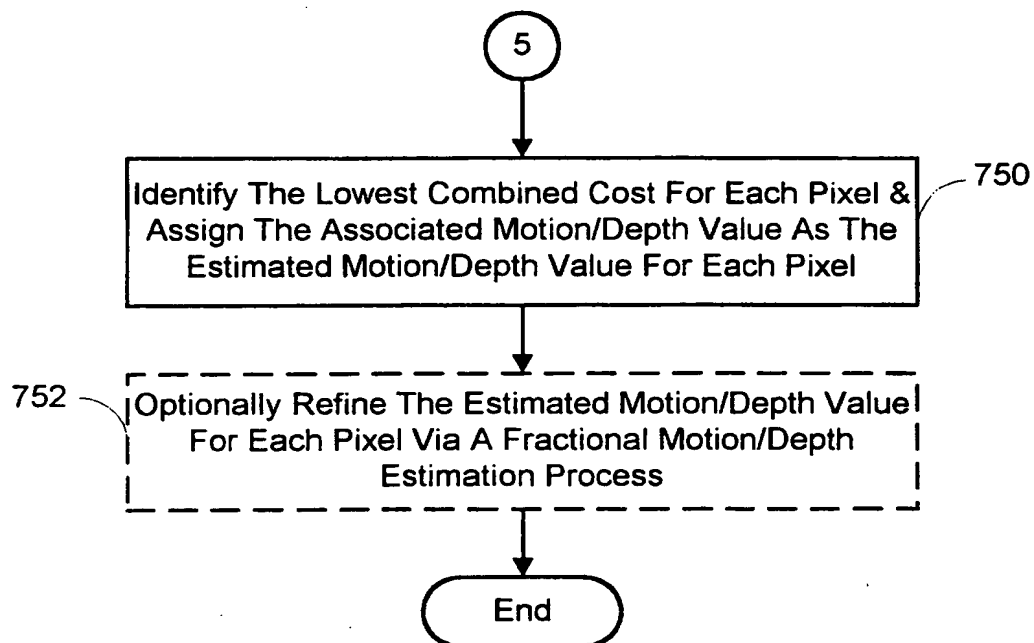 5
Identify The Lowest Combined Cost For Each Pixel &
Assign The Associated Motion/Depth Value As The
Estimated Motion/Depth Value For Each Pixel
750
752
Optionally Refine The Estimated Motion/Depth Value
For Each Pixel Via A Fractional Motion/Depth
Estimation Process
End